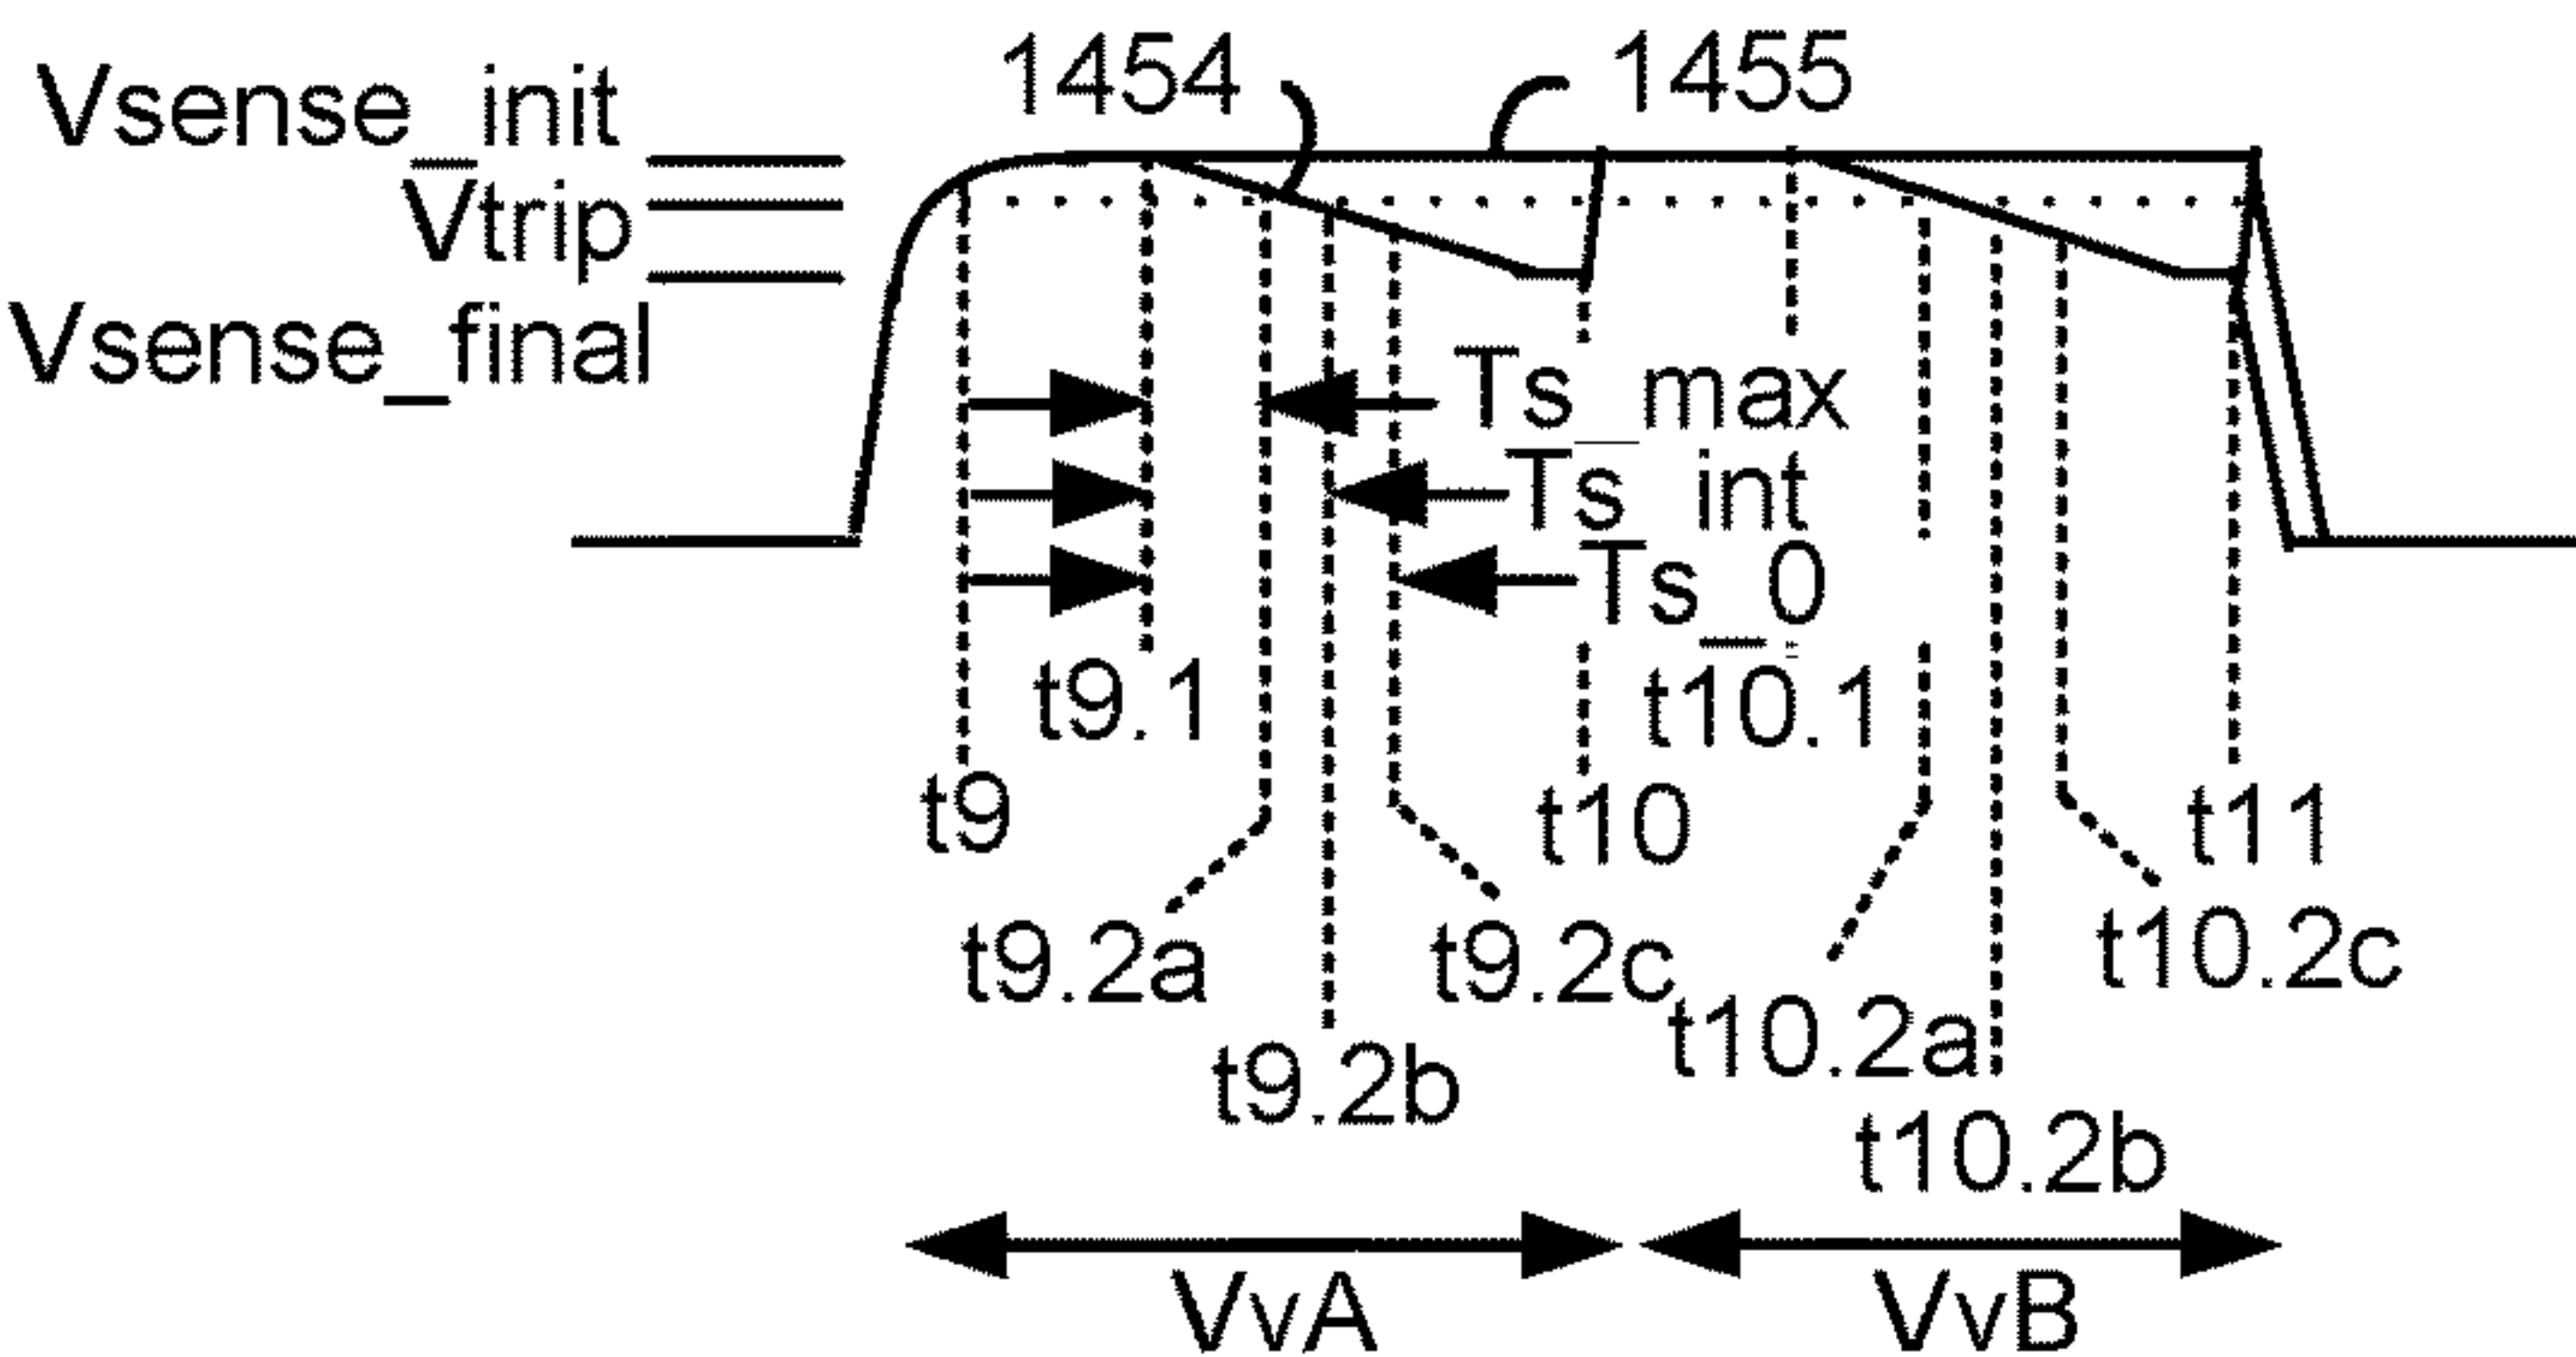 1454 1455
Vsense_init
Vtrip
Vsense_final
Ts_max
Ts_int
Ts_0
t9.1 t10.1
t9 t10 t11
t9.2a t9.2c t10.2c
t10.2a
t9.2b
t10.2b
VvA VvB